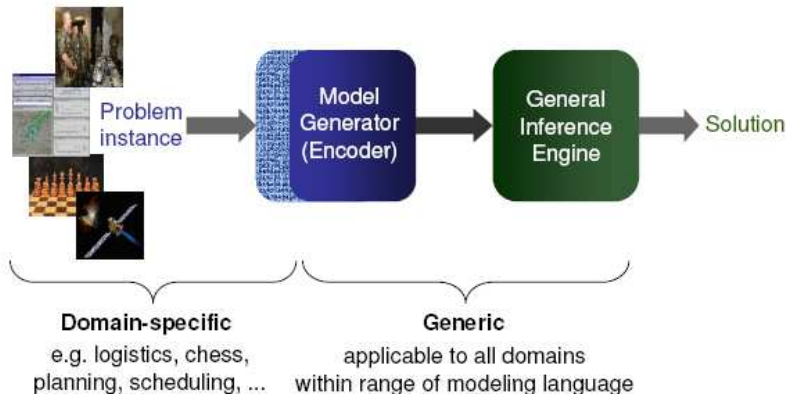 Problem
instance
Model
Generator
(Encoder)
General
Inference
Engine
Solution
Domain-specific
e.g. logistics, chess,
planning, scheduling, ...
Generic
applicable to all domains
within range of modeling language